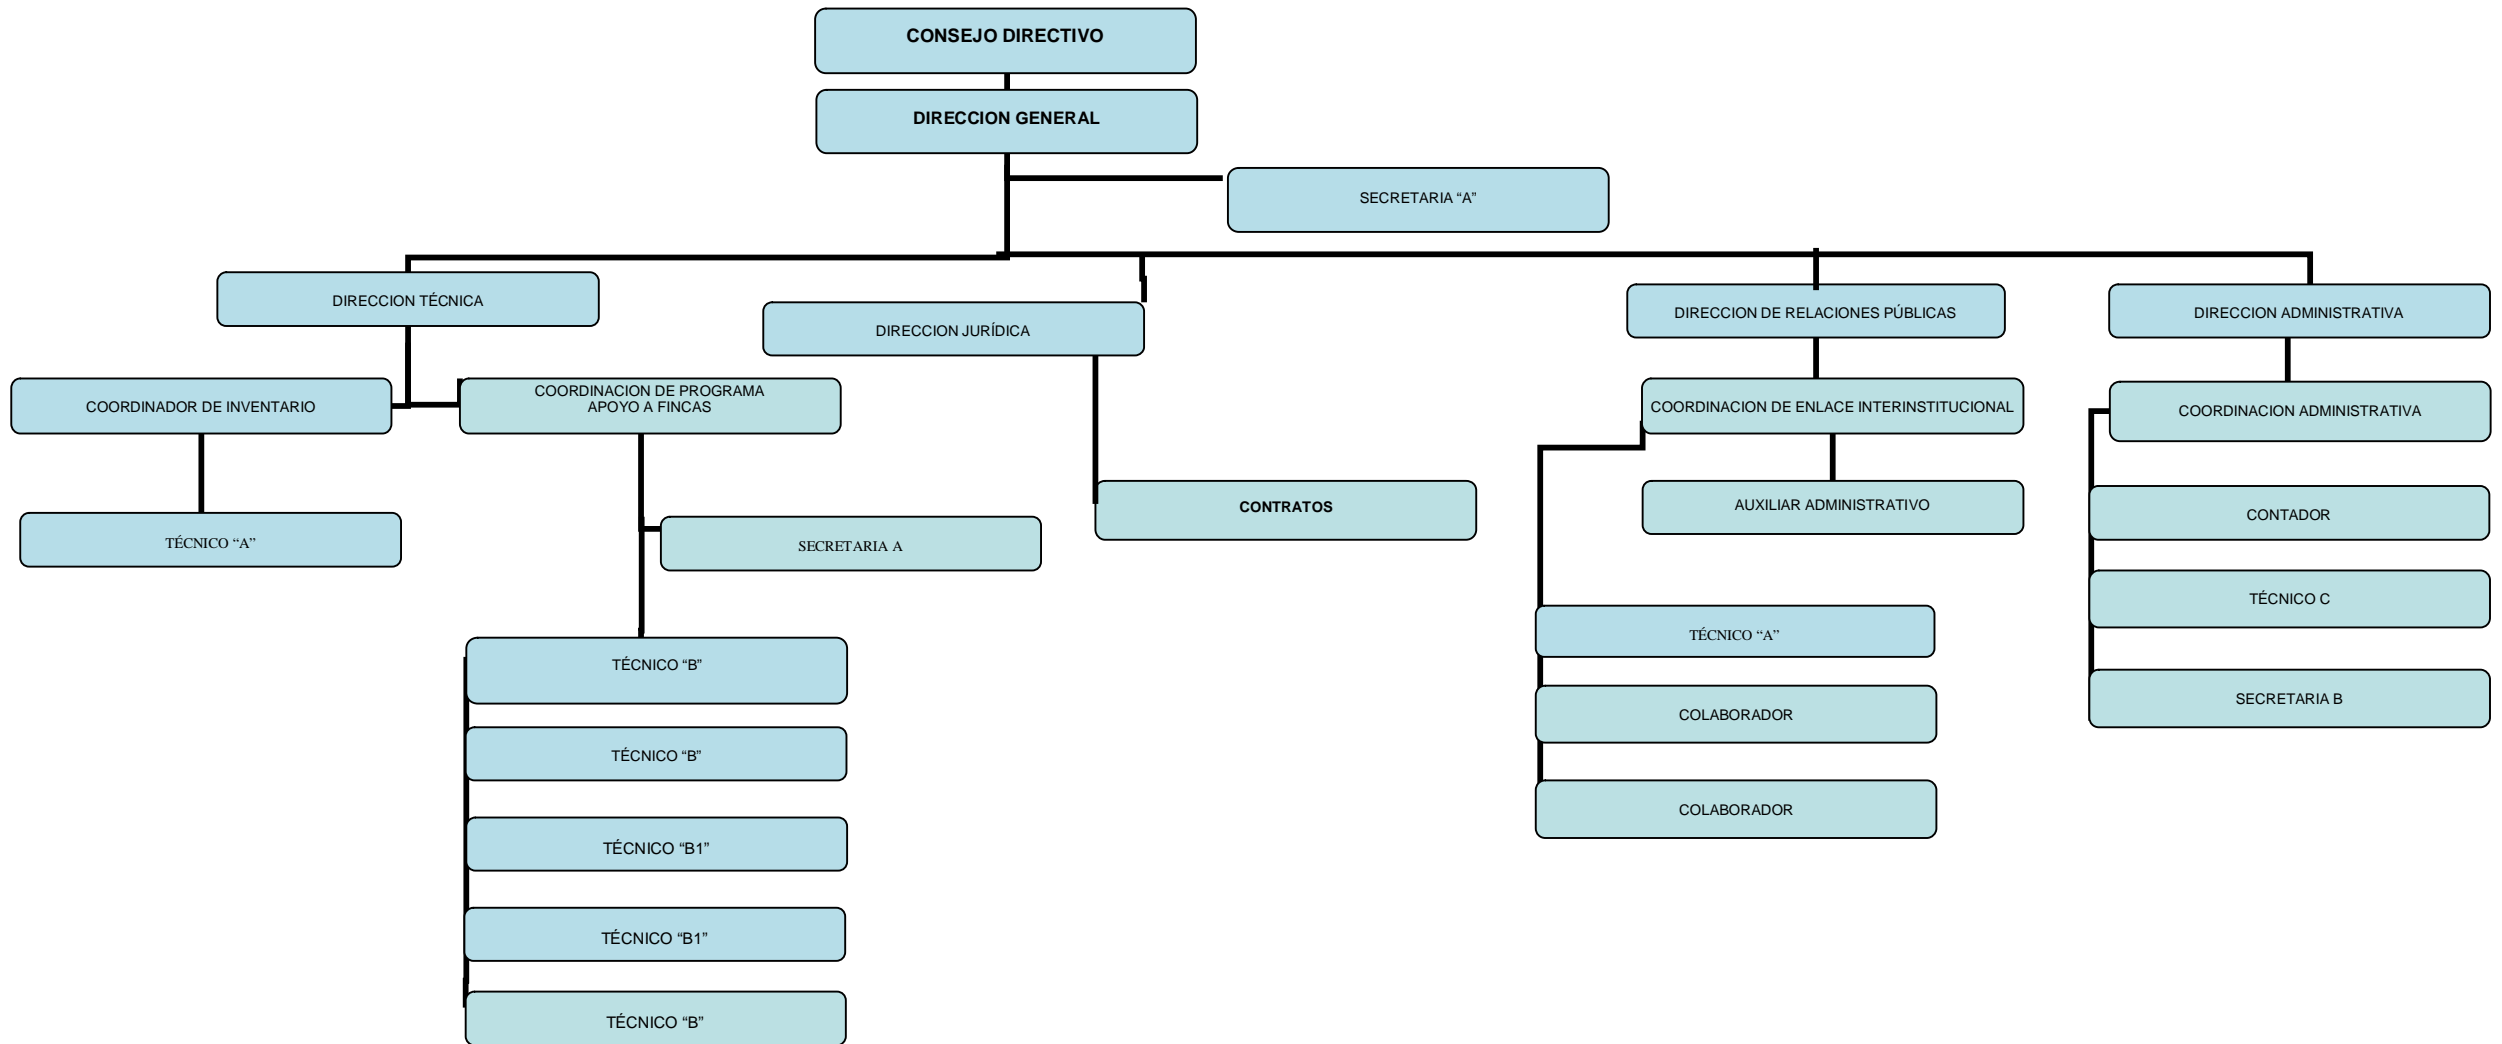 CONSEJO DIRECTIVO
DIRECCION GENERAL
SECRETARIA “A”
DIRECCION TÉCNICA
DIRECCION JURÍDICA
DIRECCION DE RELACIONES PÚBLICAS
DIRECCION ADMINISTRATIVA
COORDINADOR DE INVENTARIO
COORDINACION DE PROGRAMA
APOYO A FINCAS
COORDINACION DE ENLACE INTERINSTITUCIONAL
COORDINACION ADMINISTRATIVA
TÉCNICO “A”
SECRETARIA A
CONTRATOS
AUXILIAR ADMINISTRATIVO
CONTADOR
TÉCNICO C
SECRETARIA B
TÉCNICO “A”
COLABORADOR
COLABORADOR
TÉCNICO “B”
TÉCNICO “B”
TÉCNICO “B1”
TÉCNICO “B1”
TÉCNICO “B”